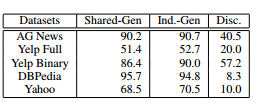 Datasets Shared-Gen Ind.-Gen Disc.
AG News 90.2 90.7 40.5
Yelp Full 51.4 52.7 20.0
Yelp Binary 86.4 90.0 57.2
DBPedia 95.7 94.8 8.3
Yahoo 68.5 70.5 10.0